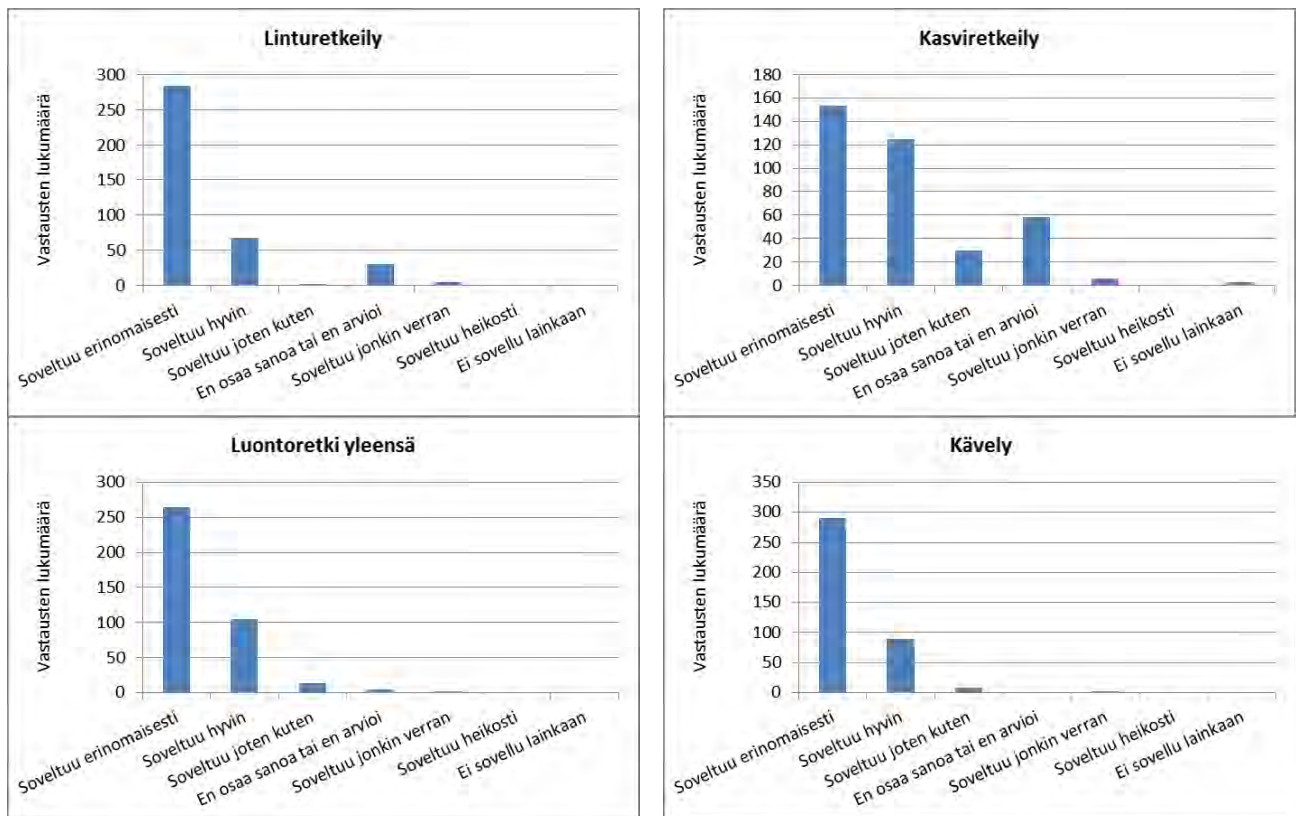 Linturetkeily
Vastausten lukumäärä
300
250
200
150
100
50
0
Soveltuu erinomaisesti
Soveltuu hyvin
Soveltuu joten kuten
En osaa sanoa tai en arvioi
Soveltuu jonkin verran
Soveltuu heikosti
Ei sovellu lainkaan
Kasviretkeily
Vastausten lukumäärä
180
160
140
120
100
80
60
40
20
0
Soveltuu erinomaisesti
Soveltuu hyvin
Soveltuu joten kuten
En osaa sanoa tai en arvioi
Soveltuu jonkin verran
Soveltuu heikosti
Ei sovellu lainkaan
Luontoretki yleensä
Vastausten lukumäärä
300
250
200
150
100
50
0
Soveltuu erinomaisesti
Soveltuu hyvin
Soveltuu joten kuten
En osaa sanoa tai en arvioi
Soveltuu jonkin verran
Soveltuu heikosti
Ei sovellu lainkaan
Kävely
Vastausten lukumäärä
350
300
250
200
150
100
50
0
Soveltuu erinomaisesti
Soveltuu hyvin
Soveltuu joten kuten
En osaa sanoa tai en arvioi
Soveltuu jonkin verran
Soveltuu heikosti
Ei sovellu lainkaan